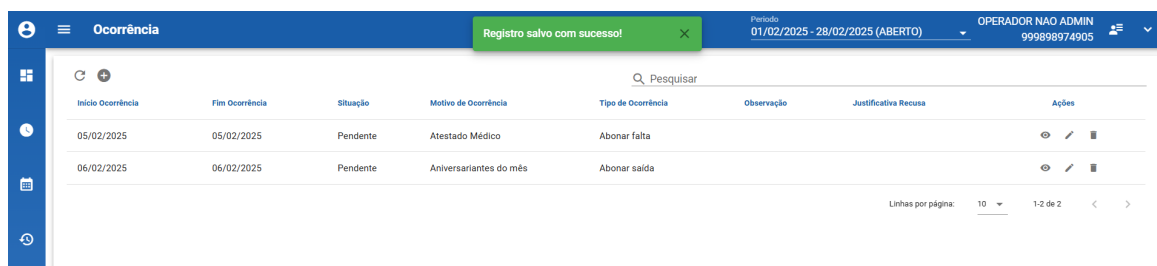 Ocorrência
Registro salvo com sucesso!
Período
01/02/2025 - 28/02/2025 (ABERTO)
OPERADOR NAO ADMIN
999898974905
Pesquisar
Início Ocorrência Fim Ocorrência Situação Motivo de Ocorrência Tipo de Ocorrência Observação Justificativa Recusa Ações
05/02/2025 05/02/2025 Pendente Atestado Médico Abonar falta
06/02/2025 06/02/2025 Pendente Aniversariantes do mês Abonar saída
Linhas por página: 10 1-2 de 2